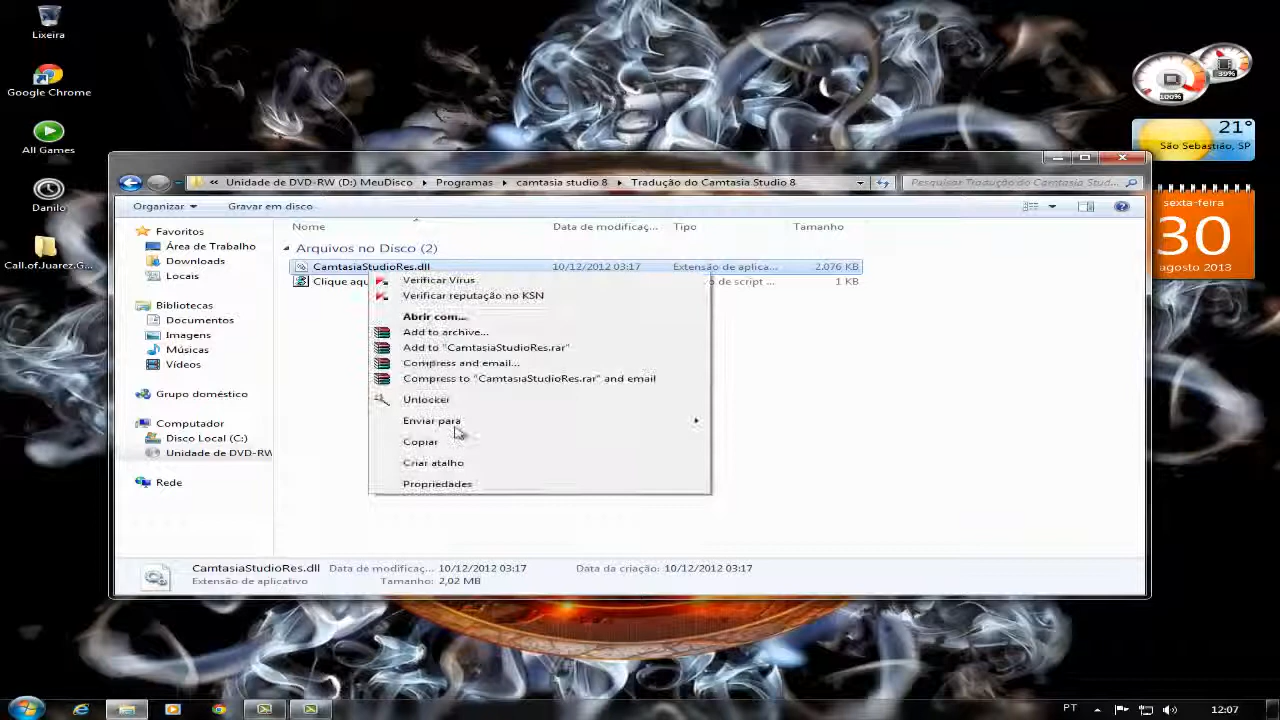 Lixeira
Google Chrome
All Games
Danilo
Call.of.Juarez.G...
100%
39%
21°
São Sebastião, SP
sexta-feira
30
agosto 2013
« Unidade de DVD-RW (D:) MeuDisco Programas camtasia studio 8 Tradução do Camtasia Studio 8
Pesquisar Tradução do Camtasia Stud...
Organizar Gravar em disco
Favoritos
Área de Trabalho
Downloads
Locais
Bibliotecas
Documentos
Imagens
Músicas
Vídeos
Grupo doméstico
Computador
Disco Local (C:)
Unidade de DVD-RW
Rede
Nome Data de modificaç... Tipo Tamanho
Arquivos no Disco (2)
CamtasiaStudioRes.dll 10/12/2012 03:17 Extensão de aplica... 2.076 KB
Clique aqu o de script ... 1 KB
Verificar Vírus
Verificar reputação no KSN
Abrir com...
Add to archive...
Add to "CamtasiaStudioRes.rar"
Compress and email...
Compress to "CamtasiaStudioRes.rar" and email
Unlocker
Enviar para
Copiar
Criar atalho
Propriedades
CamtasiaStudioRes.dll Data de modificaç... 10/12/2012 03:17 Data da criação: 10/12/2012 03:17
Extensão de aplicativo Tamanho: 2,02 MB
PT 12:07